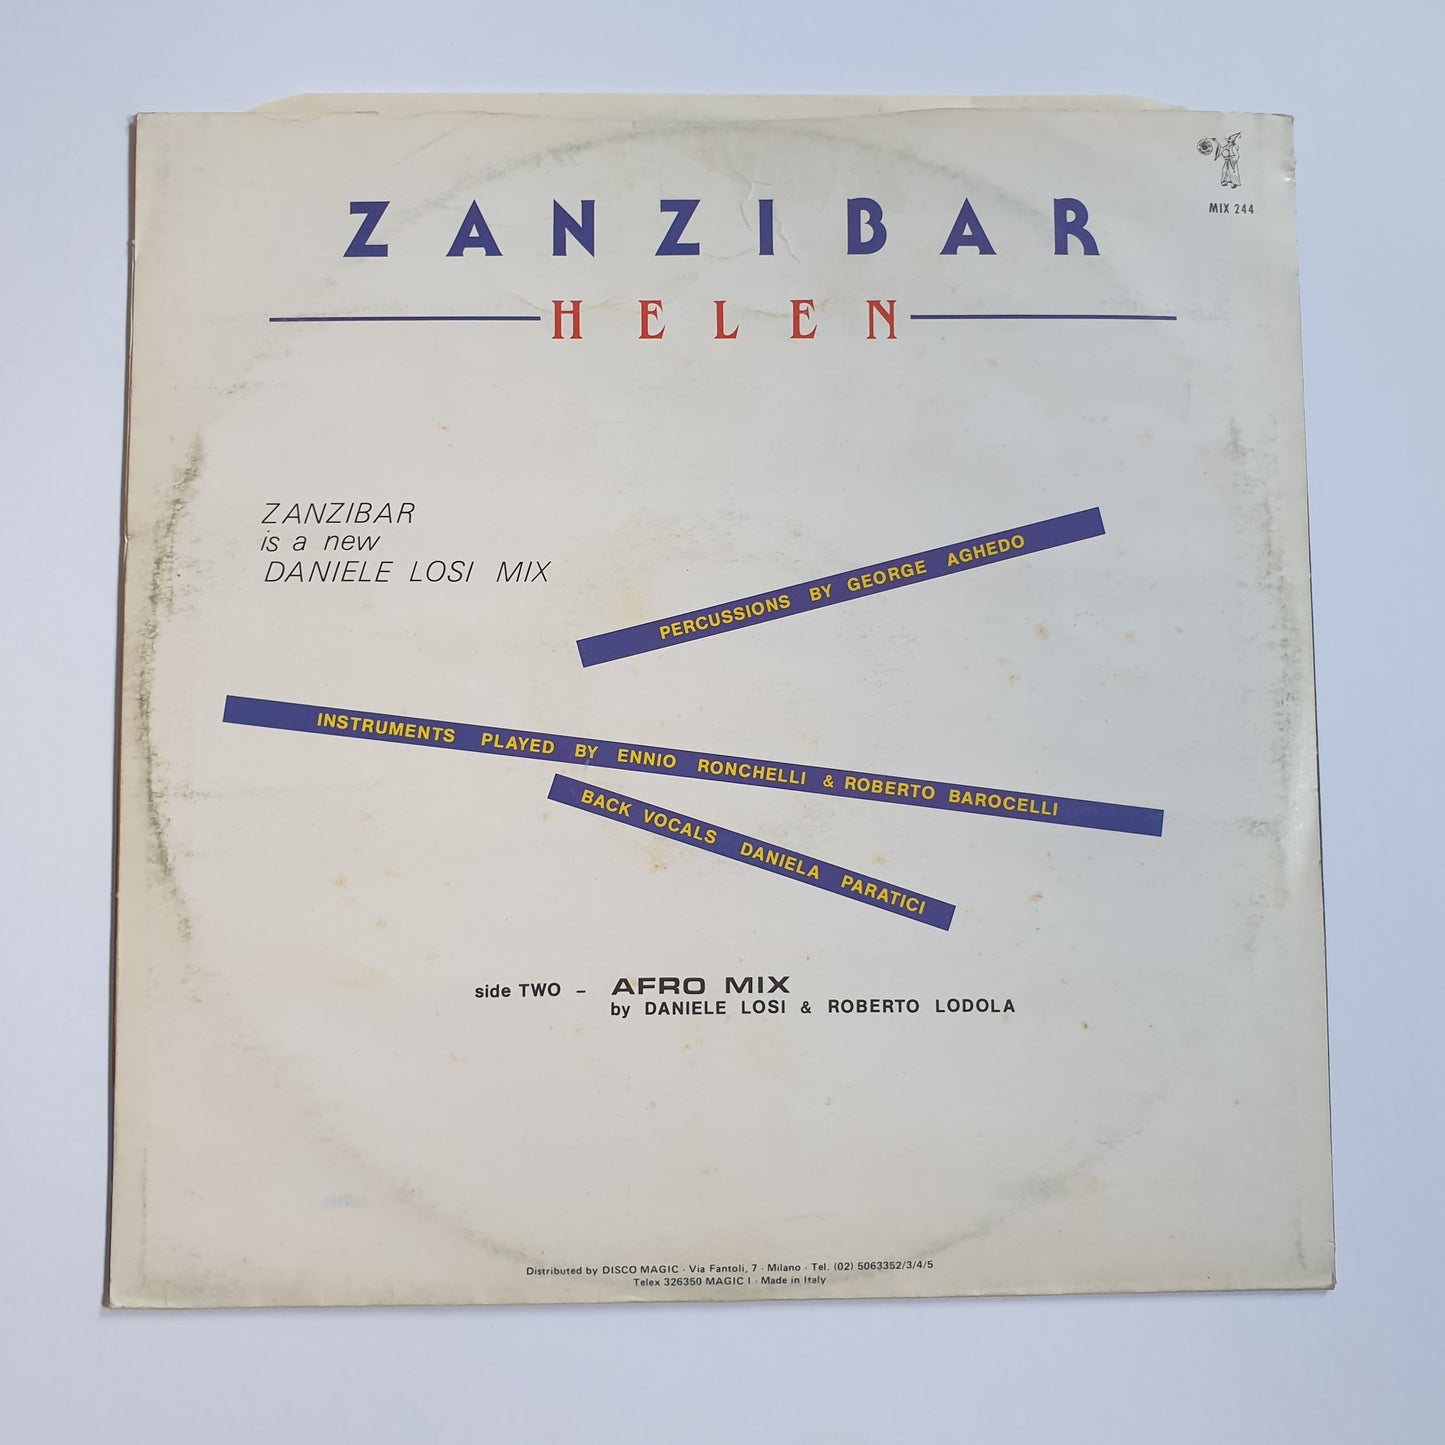 MIX 244
ZANZIBAR
HELEN
ZANZIBAR
is a new
DANIELE LOSI MIX
PERCUSSIONS BY GEORGE AGHEDO
INSTRUMENTS PLAYED BY ENNIO RONCHELLI & ROBERTO BAROCELLI
BACK VOCALS DANIELA PARATICI
side TWO – AFRO MIX
by DANIELE LOSI & ROBERTO LODOLA
Distributed by DISCO MAGIC · Via Fantoli, 7 · Milano · Tel. (02) 5063352/3/4/5
Telex 326350 MAGIC I · Made in Italy